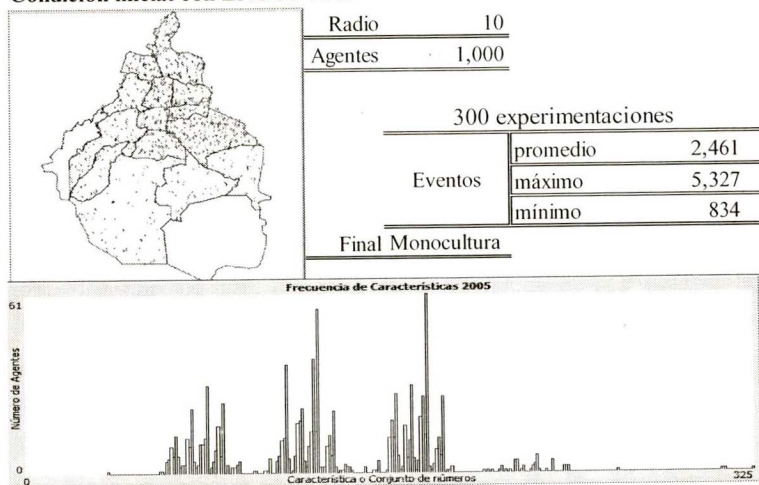 Radio 10
Agentes 1,000
300 experimentaciones
Eventos
promedio 2,461
máximo 5,327
mínimo 834
Final Monocultura
Frecuencia de Características 2005
61
Número de Agentes
0
0
Característica o Conjunto de números
325